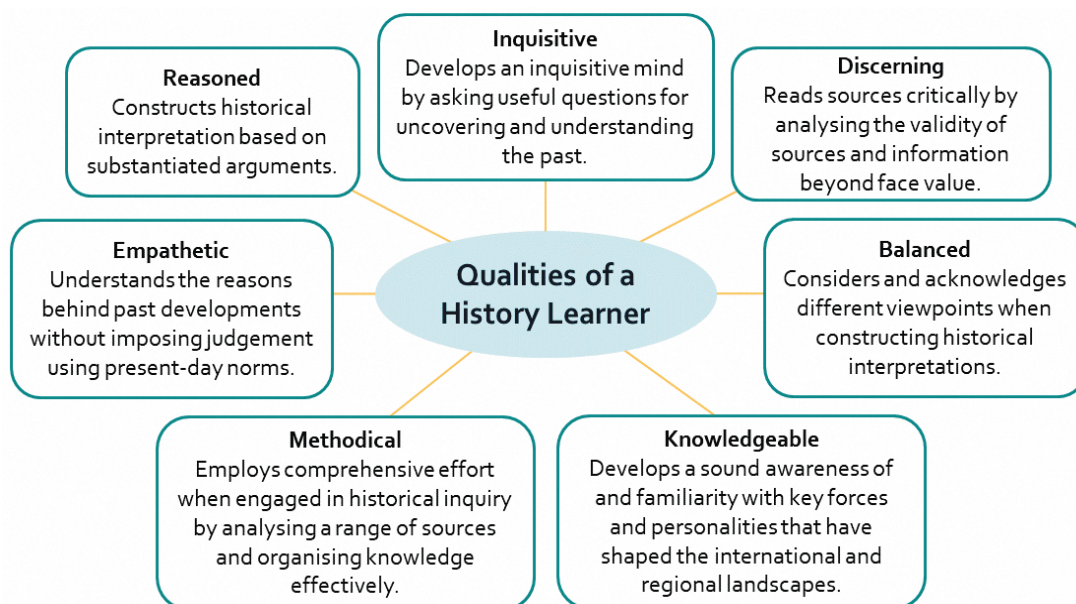 Inquisitive
Develops an inquisitive mind
by asking useful questions for
uncovering and understanding
the past.
Reasoned
Constructs historical
interpretation based on
substantiated arguments.
Discerning
Reads sources critically by
analysing the validity of
sources and information
beyond face value.
Empathetic
Understands the reasons
behind past developments
without imposing judgement
using present-day norms.
Qualities of a
History Learner
Balanced
Considers and acknowledges
different viewpoints when
constructing historical
interpretations.
Methodical
Employs comprehensive effort
when engaged in historical inquiry
by analysing a range of sources
and organising knowledge
effectively.
Knowledgeable
Develops a sound awareness of
and familiarity with key forces
and personalities that have
shaped the international and
regional landscapes.